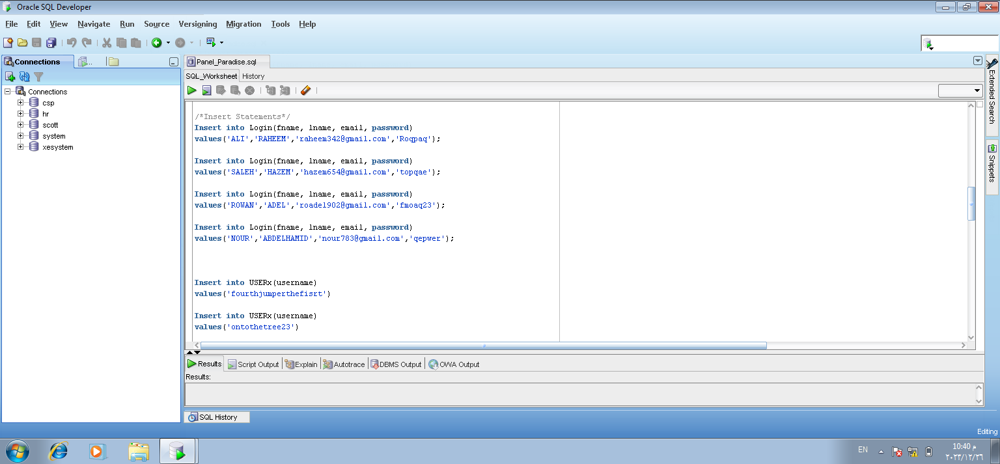 Oracle SQL Developer
File Edit View Navigate Run Source Versioning Migration Tools Help
Connections
Panel_Paradise.sql
SQL_Worksheet History
Connections
csp
hr
scott
system
xesystem
/*Insert Statements*/
Insert into Login(fname, lname, email, password)
values('ALI','RAHEEM','raheem342@gmail.com','Roqpaq');
Insert into Login(fname, lname, email, password)
values('SALEH','HAZEM','hazem654@gmail.com','topqae');
Insert into Login(fname, lname, email, password)
values('ROWAN','ADEL','roadel902@gmail.com','fmoaq23');
Insert into Login(fname, lname, email, password)
values('NOUR','ABDELHAMID','nour783@gmail.com','qepwer');
Insert into USERx(username)
values('fourthjumperthefisrt')
Insert into USERx(username)
values('ontothetree23')
Extended Search
Snippets
Results Script Output Explain Autotrace DBMS Output OWA Output
Results:
SQL History
Editing
EN
10:40 م
٢٠٢٣/١٢/٢٦